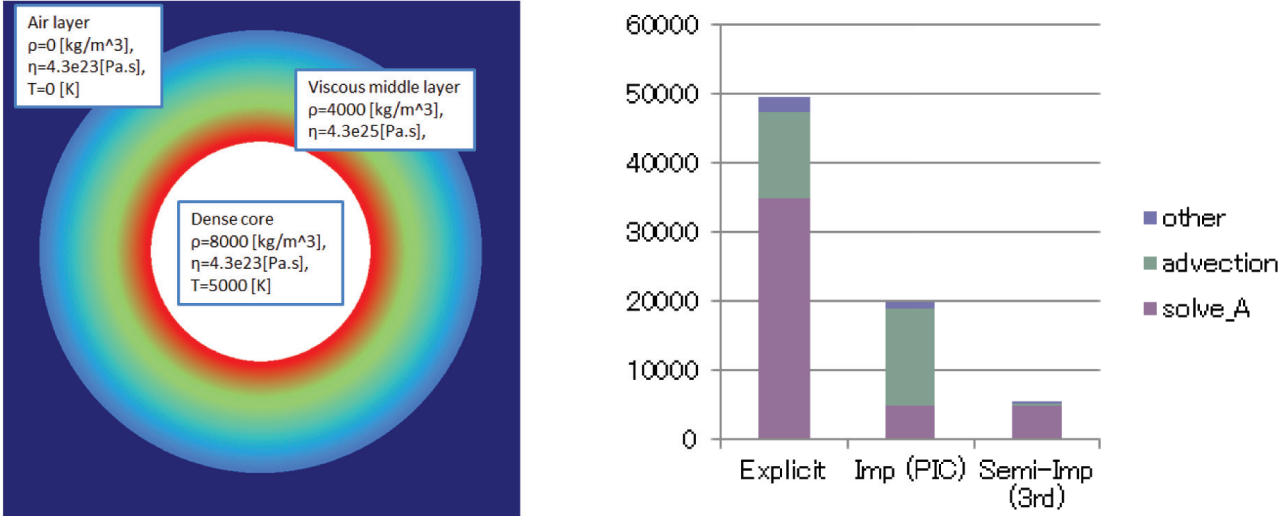 Air layer
ρ=0 [kg/m^3],
η=4.3e23[Pa.s],
T=0 [K]
Viscous middle layer
ρ=4000 [kg/m^3],
η=4.3e25[Pa.s],
Dense core
ρ=8000 [kg/m^3],
η=4.3e23[Pa.s],
T=5000 [K]
60000
50000
40000
30000
20000
10000
0
Explicit
Imp (PIC)
Semi-Imp
(3rd)
other
advection
solve_A